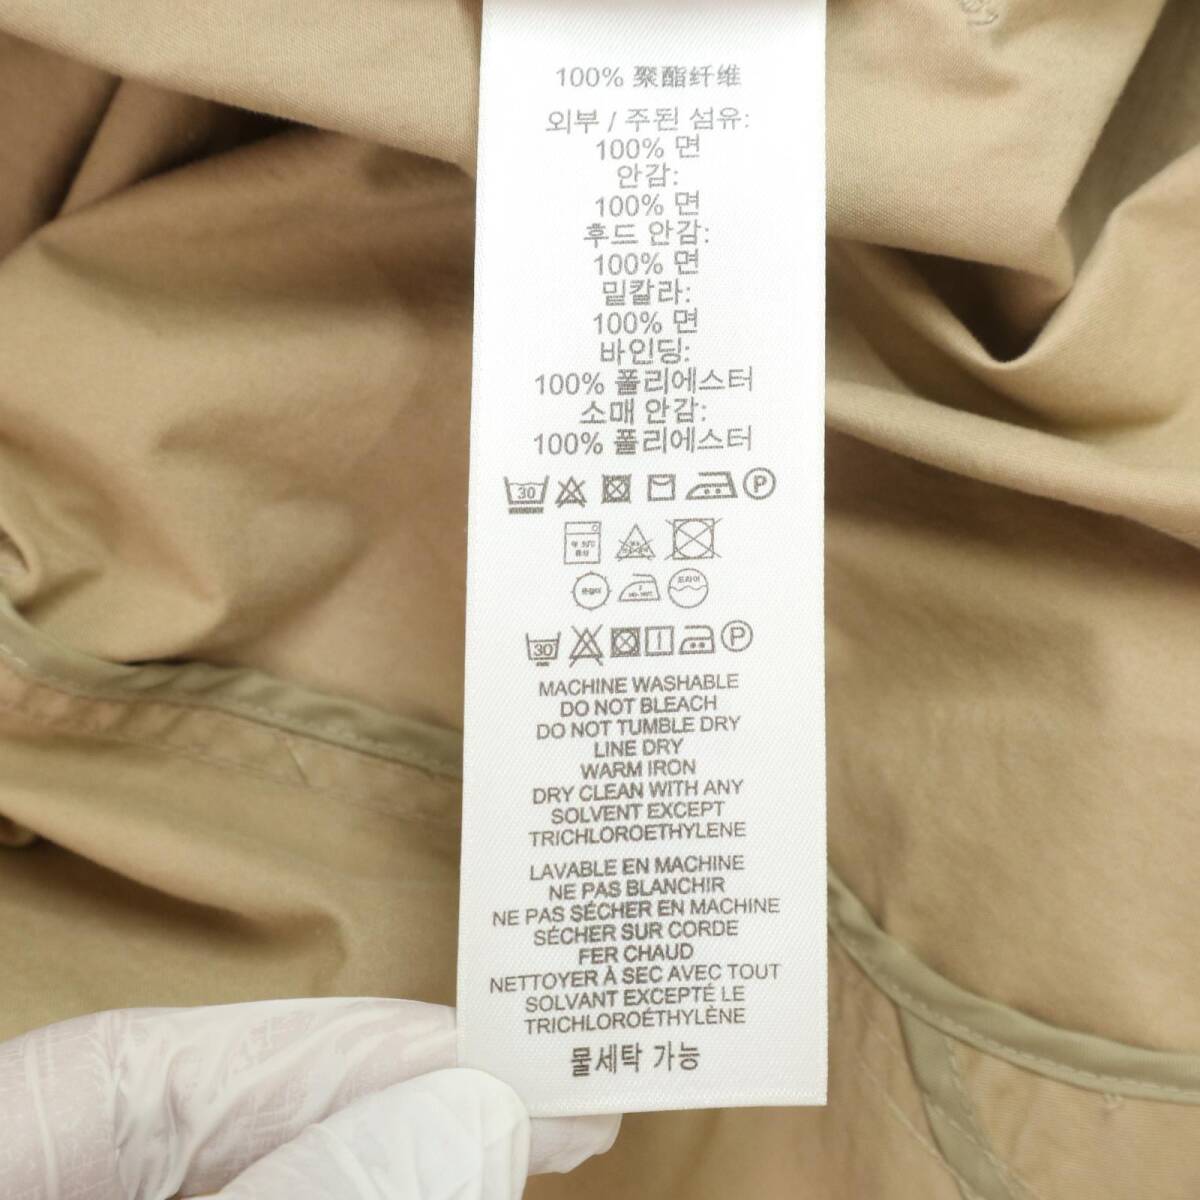 100% 聚酯纤维
외부 / 주된 섬유:
100% 면
안감:
100% 면
후드 안감:
100% 면
밑칼라:
100% 면
바인딩:
100% 폴리에스터
소매 안감:
100% 폴리에스터
30 P
드라이
30 P
MACHINE WASHABLE
DO NOT BLEACH
DO NOT TUMBLE DRY
LINE DRY
WARM IRON
DRY CLEAN WITH ANY
SOLVENT EXCEPT
TRICHLOROETHYLENE
LAVABLE EN MACHINE
NE PAS BLANCHIR
NE PAS SÉCHER EN MACHINE
SÉCHER SUR CORDE
FER CHAUD
NETTOYER À SEC AVEC TOUT
SOLVANT EXCEPTÉ LE
TRICHLOROÉTHYLÈNE
물세탁 가능